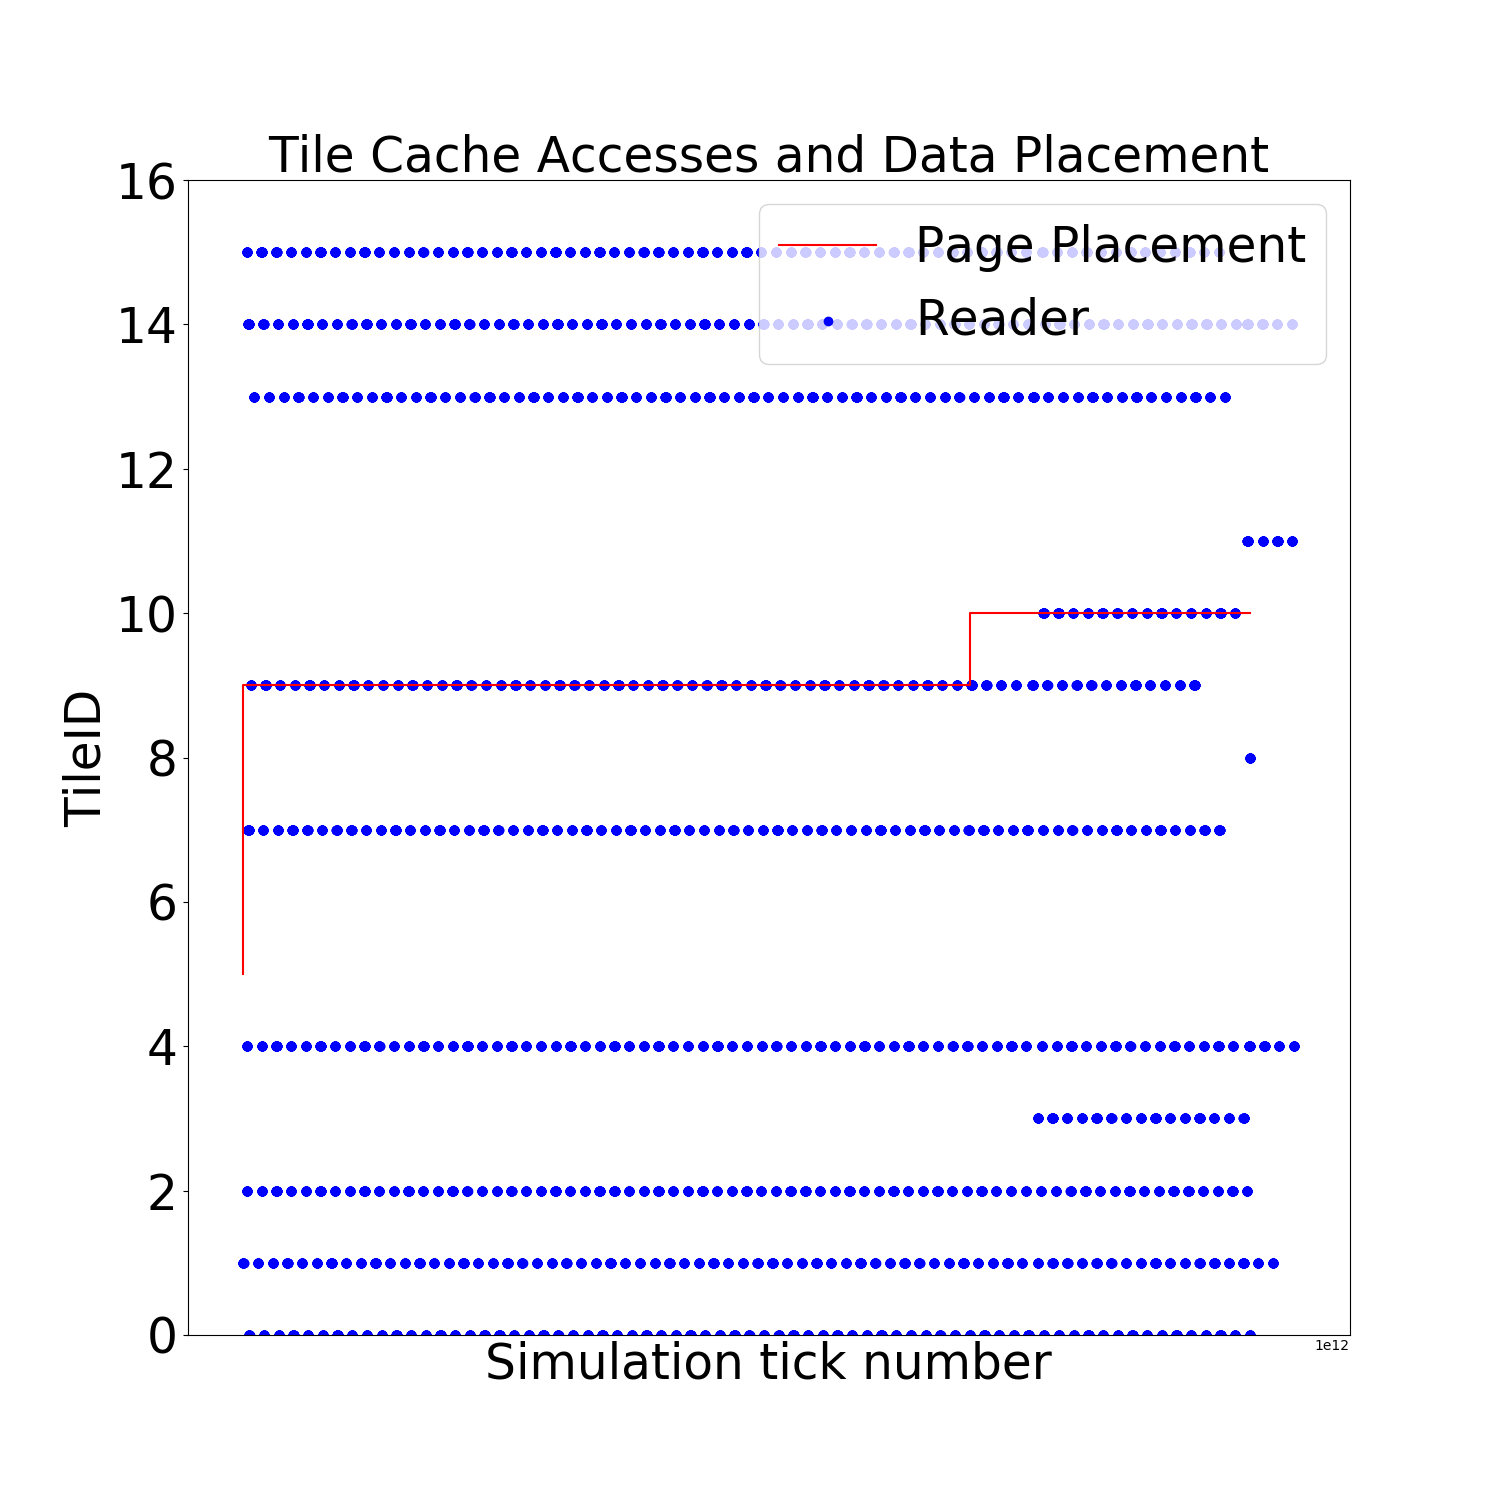 Tile Cache Accesses and Data Placement
16
14
12
10
8
6
4
2
0
TileID
Page Placement
Reader
1e12
Simulation tick number